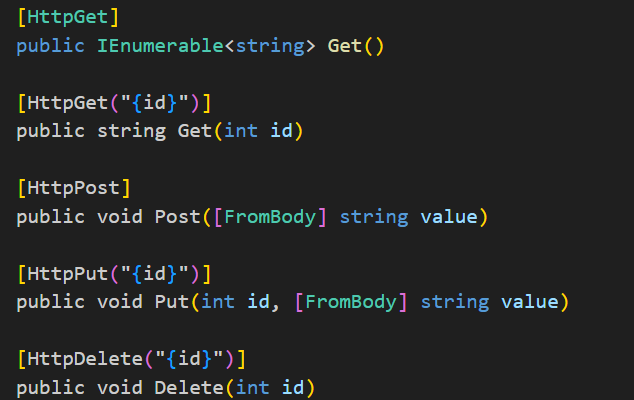 [HttpGet]
public IEnumerable<string> Get()
[HttpGet("{id}")]
public string Get(int id)
[HttpPost]
public void Post([FromBody] string value)
[HttpPut("{id}")]
public void Put(int id, [FromBody] string value)
[HttpDelete("{id}")]
public void Delete(int id)